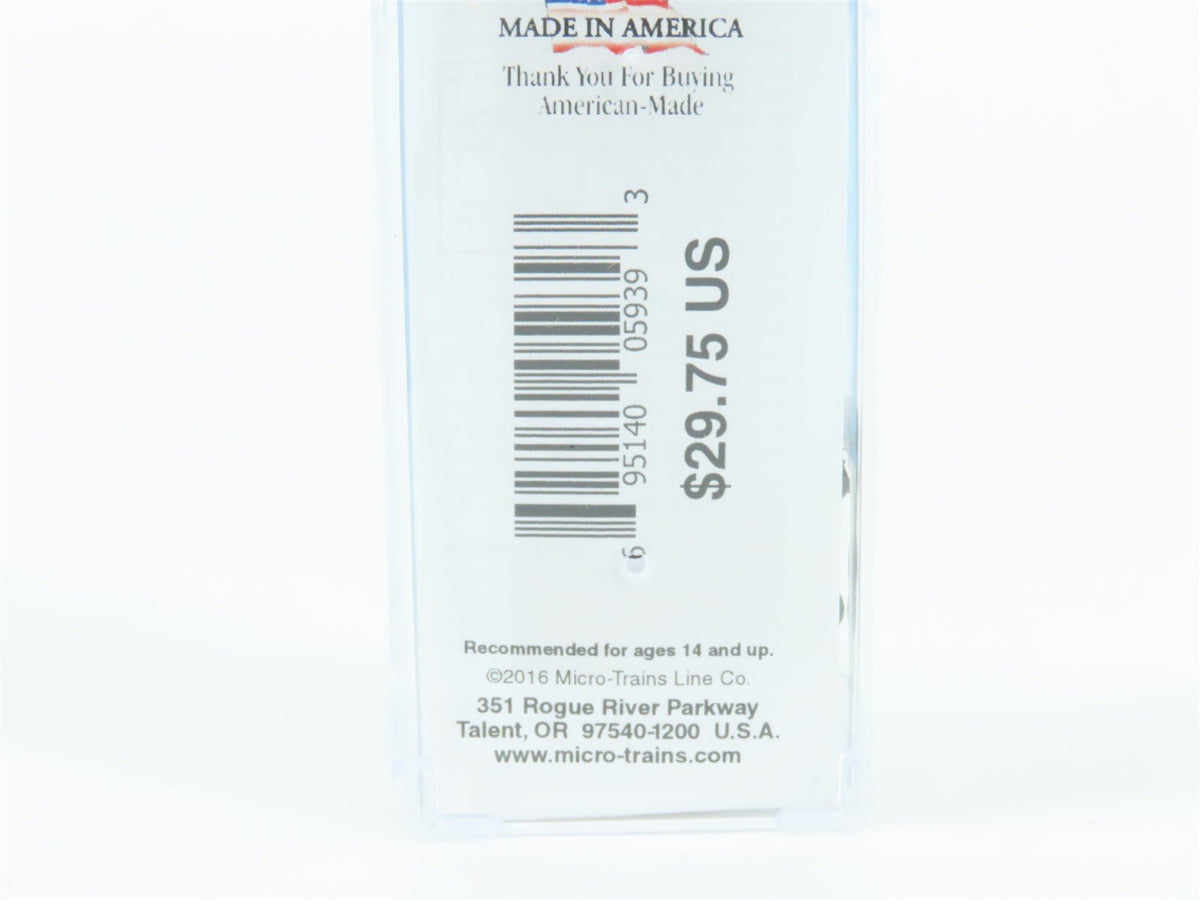 MADE IN AMERICA
Thank You For Buying
American-Made
6 95140 05939 3
$29.75 US
Recommended for ages 14 and up.
©2016 Micro-Trains Line Co.
351 Rogue River Parkway
Talent, OR 97540-1200 U.S.A.
www.micro-trains.com